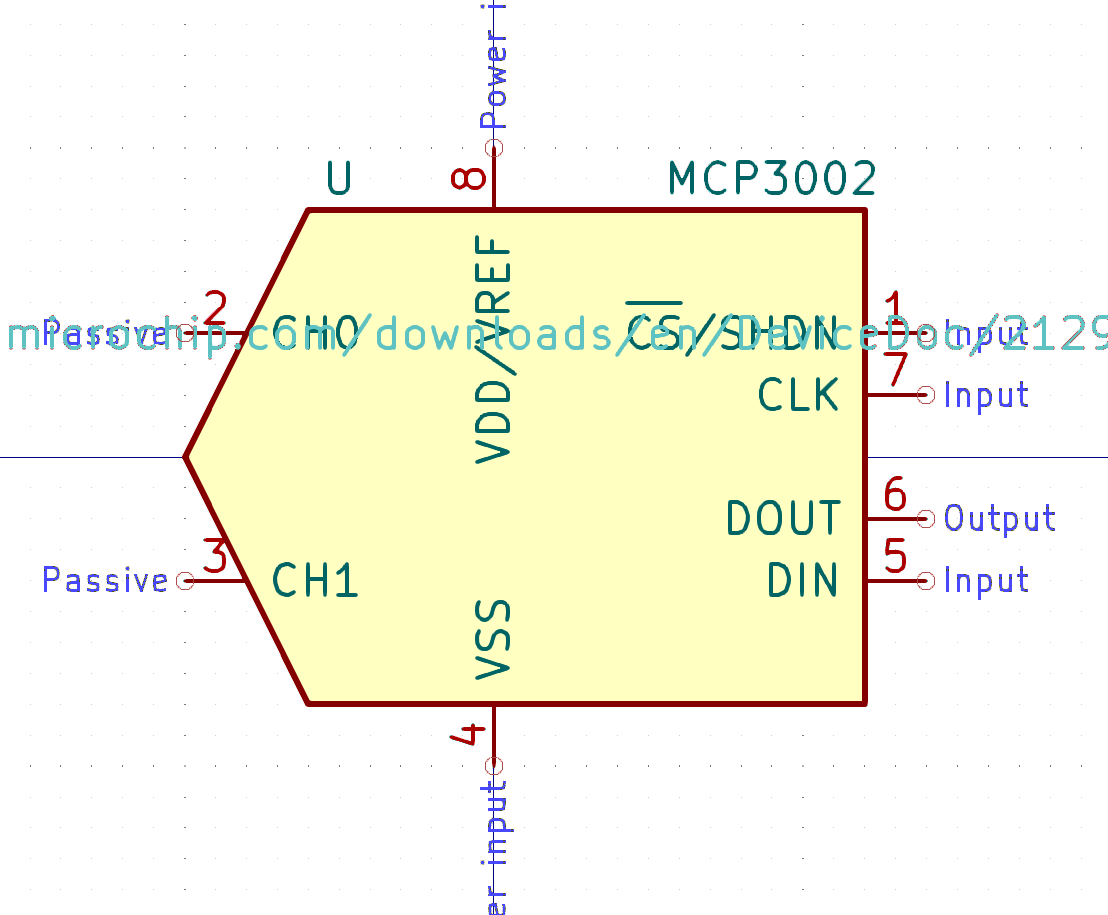 Power i
U
8
MCP3002
2
Passive
CH0
VDD/VREF
CS/SHDN
1
Input
microchip.com/downloads/en/DeviceDoc/2129
7
CLK
Input
DOUT
6
Output
3
Passive
CH1
DIN
5
Input
VSS
4
er input